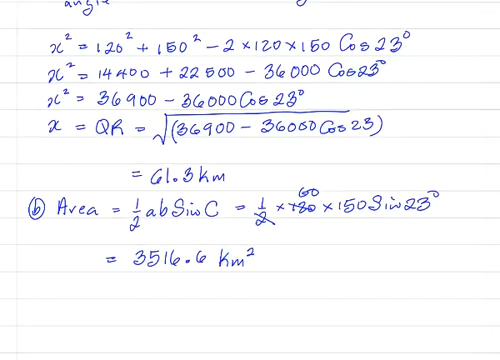 angle
x² = 120² + 150² - 2 × 120 × 150 Cos 23°
x² = 14400 + 22500 - 36000 Cos 23°
x² = 36900 - 36000 Cos 23°
x = QR = √(36900 - 36000 Cos 23)
= 61.3 km
(b) Area = 1/2 ab Sin C = 1/2 × 120 60 × 150 Sin 23°
= 3516.6 km²